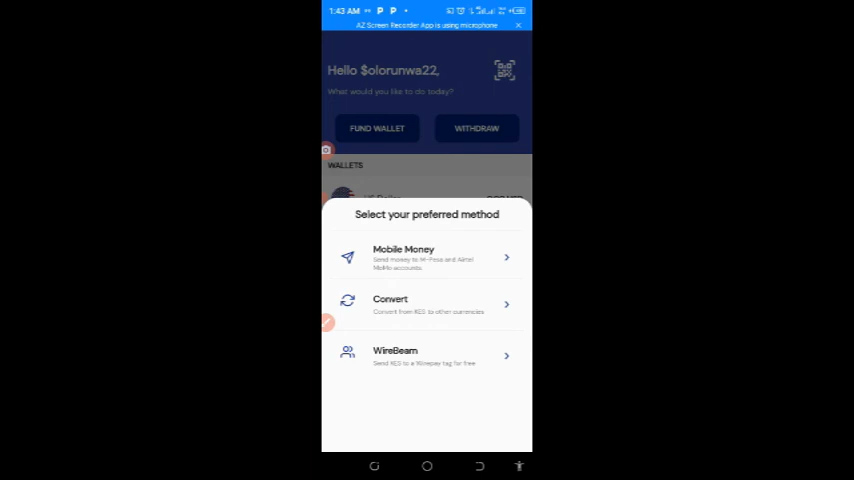 1:43 AM
AZ Screen Recorder App is using microphone
Hello $olorunwa22,
What would you like to do today?
FUND WALLET
WITHDRAW
WALLETS
US Dollar
Select your preferred method
Mobile Money
Send money to M-Pesa and Airtel
MoMo accounts.
Convert
Convert from KES to other currencies
WireBeam
Send KES to a Wirepay tag for free